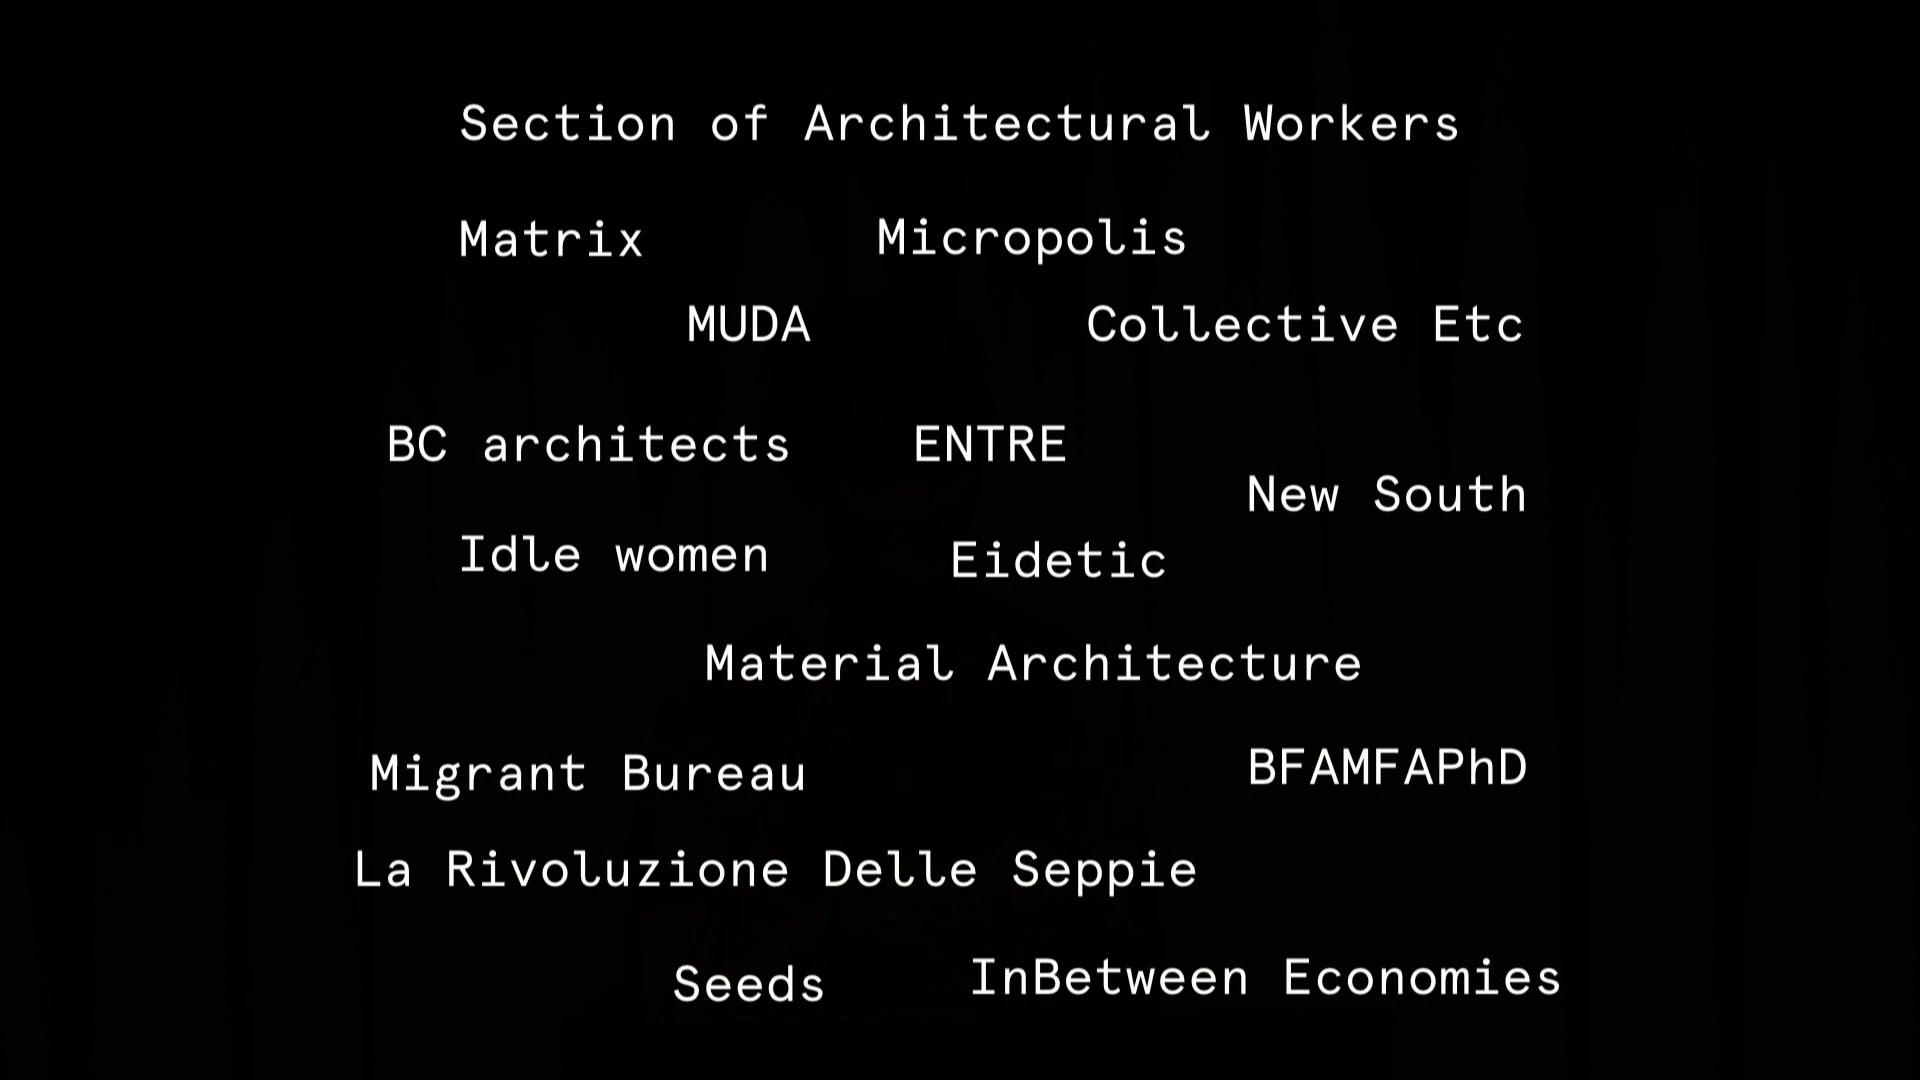 Section of Architectural Workers
Matrix
Micropolis
MUDA
Collective Etc
BC architects
ENTRE
New South
Idle women
Eidetic
Material Architecture
Migrant Bureau
BFAMFAPhD
La Rivoluzione Delle Seppie
Seeds
InBetween Economies